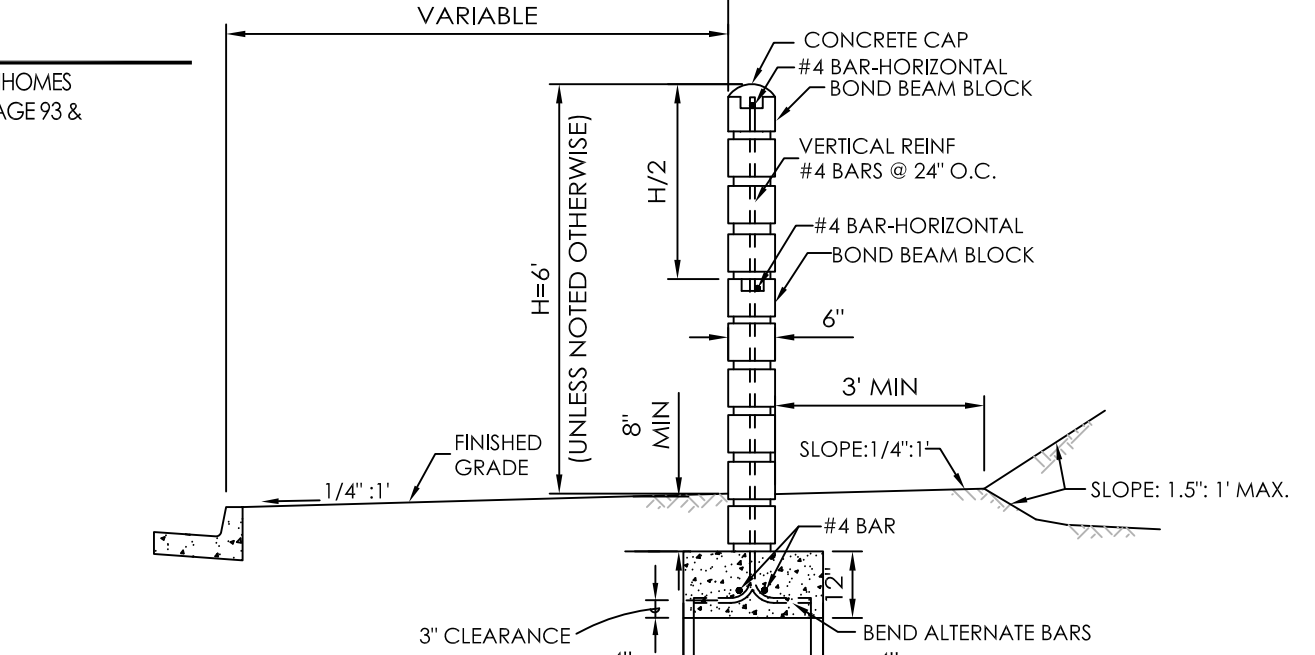 VARIABLE
HOMES
AGE 93 &
CONCRETE CAP
#4 BAR-HORIZONTAL
BOND BEAM BLOCK
VERTICAL REINF
#4 BARS @ 24" O.C.
H/2
H=6'
(UNLESS NOTED OTHERWISE)
#4 BAR-HORIZONTAL
BOND BEAM BLOCK
6"
3' MIN
8"
MIN
FINISHED
GRADE
SLOPE:1/4":1'
1/4" :1'
SLOPE: 1.5": 1' MAX.
#4 BAR
12"
3" CLEARANCE
BEND ALTERNATE BARS